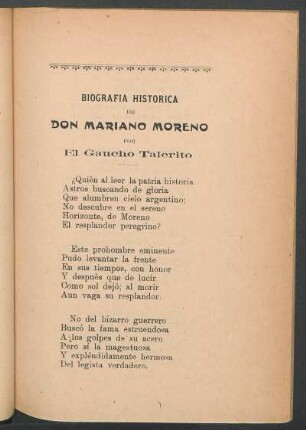 BIOGRAFIA HISTORICA
DE
DON MARIANO MORENO
POR
El Gaucho Talerito
¿Quién al leer la patria historia
Astros buscando de gloria
Que alumbren cielo argentino:
No descubre en el sereno
Horizonte, de Moreno
El resplandor peregrino?
Este prohombre eminente
Pudo levantar la frente
En sus tiempos, con honor
Y después que de lucir
Como sol dejó; al morír
Aun vaga su resplandor.
No del bizarro guerrero
Buscó la fama estruendosa
A los golpes de su acero
Pero sí la magestuosa
Y expléndidamente hermosa
Del legista verdadero.